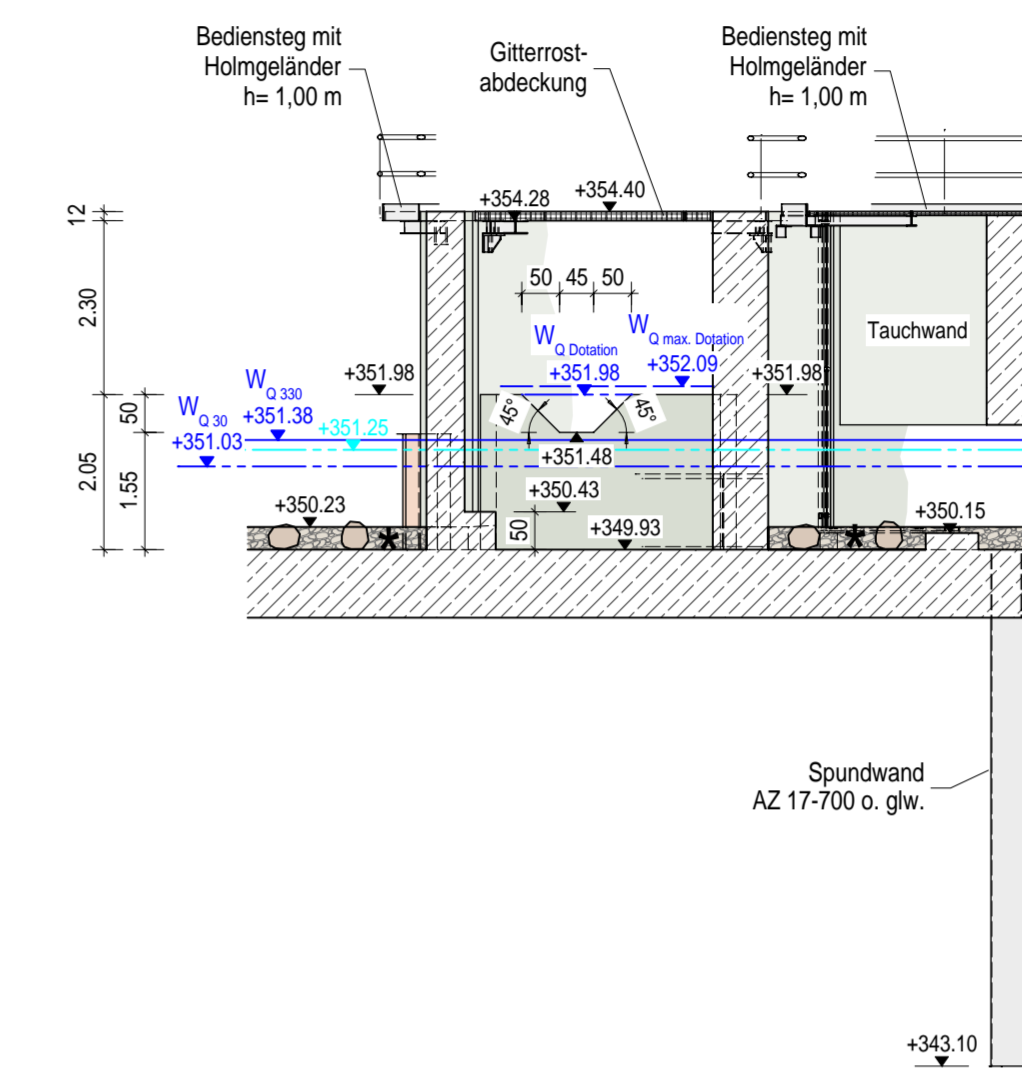 Bediensteg mit
Holmgeländer
h= 1,00 m
Gitterrost-
abdeckung
Bediensteg mit
Holmgeländer
h= 1,00 m
+354.28
+354.40
12
2.30
50
2.05
1.55
50 45 50
W Q Dotation
+351.98
W Q max. Dotation
+352.09
Tauchwand
+351.98
+351.98
W Q 330
+351.38
W Q 30
+351.03
+351.25
45°
45°
+351.48
+350.43
50
+349.93
+350.23
+350.15
Spundwand
AZ 17-700 o. glw.
+343.10